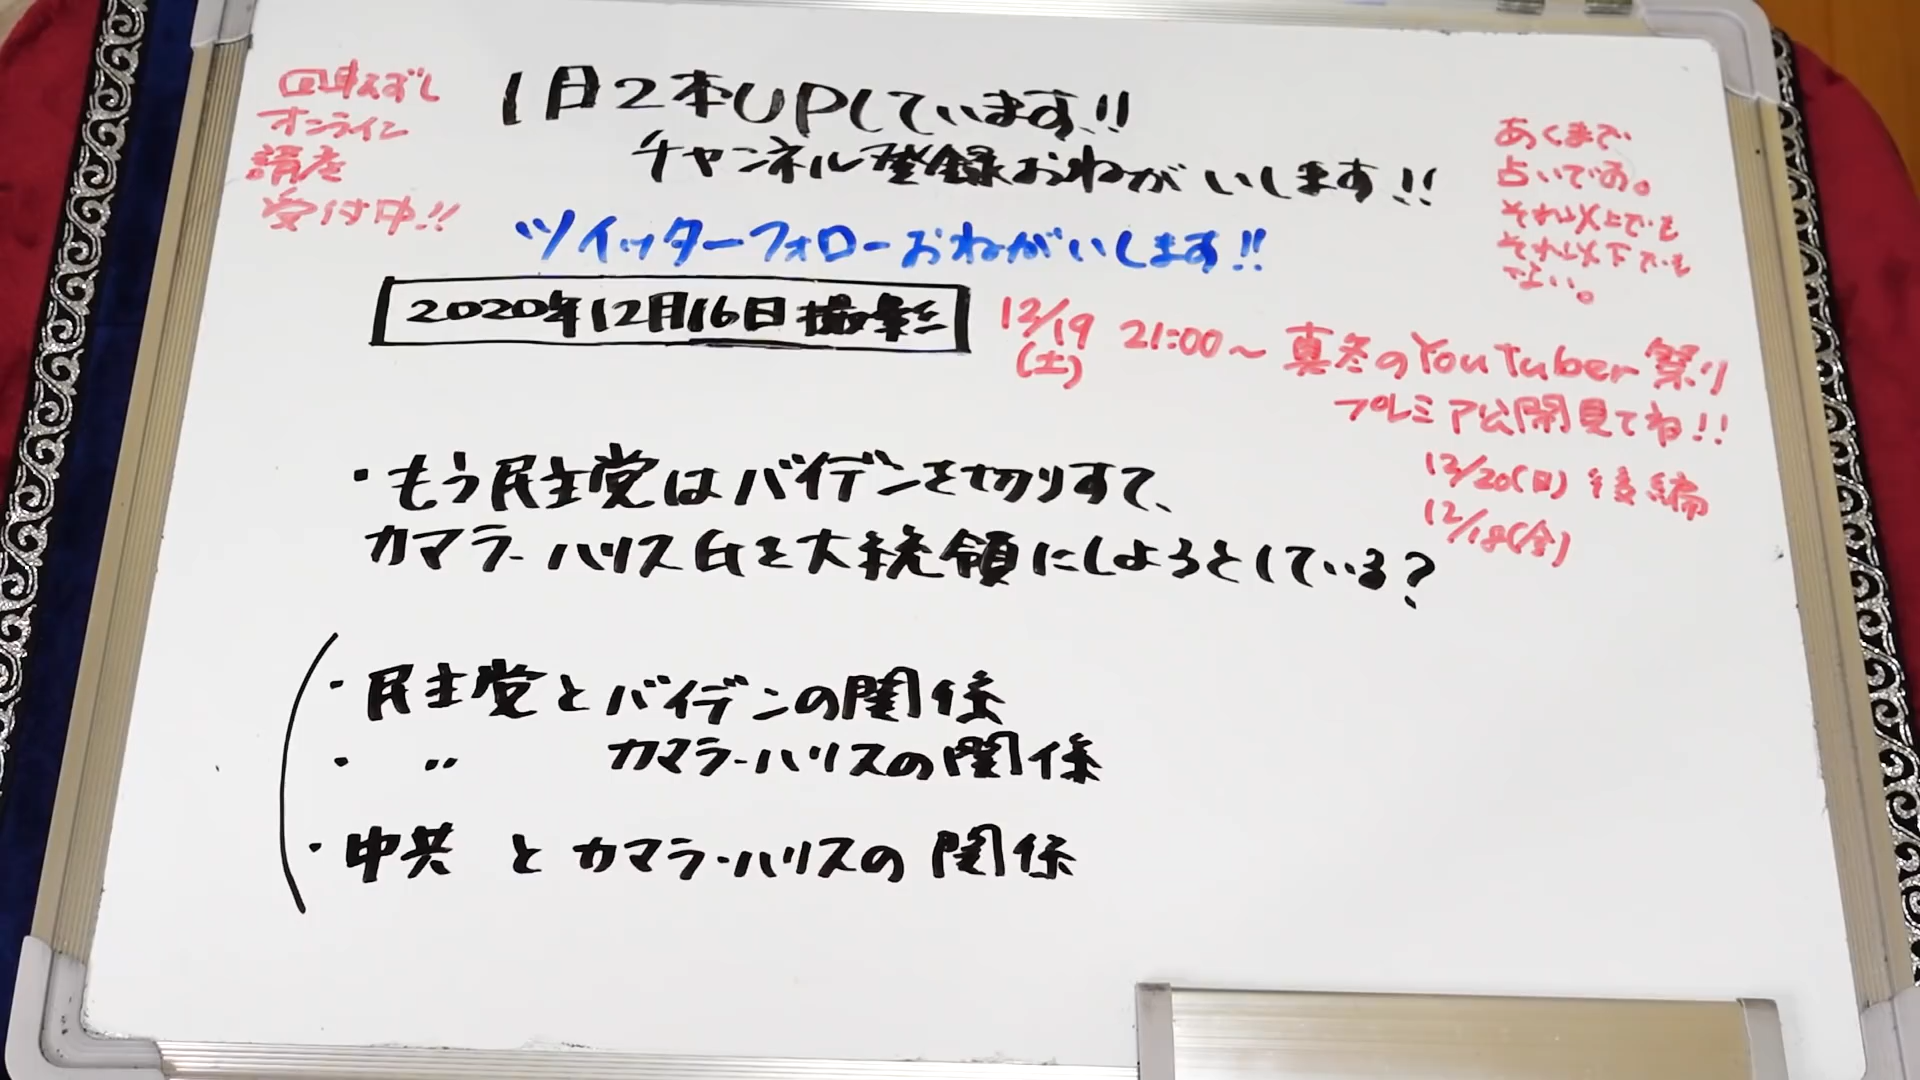 回転ずし
オンライン
講座
受付中!!
1日2本UPしています!!
チャンネル登録おねがいします!!
ツイッターフォローおねがいします!!
あくまで
占いです。
それ以上でも
それ以下でも
ない。
2020年12月16日撮影
12/19 21:00～真冬のYouTuber祭り
(土)
プレミア公開見てね!!
12/20(日)後編
12/18(金)
・もう民主党はバイデンを切りすて、
カマラ・ハリス氏を大統領にしようとしている?
・民主党とバイデンの関係
・ 〃 カマラ・ハリスの関係
・中共 とカマラ・ハリスの関係